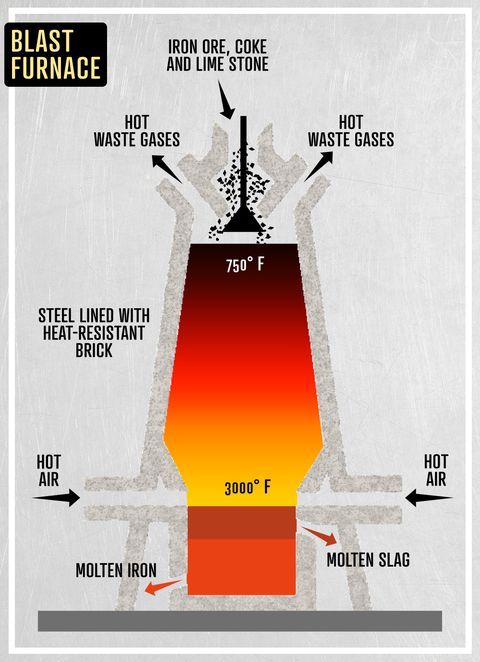 BLAST
FURNACE
IRON ORE, COKE
AND LIME STONE
HOT
WASTE GASES
HOT
WASTE GASES
750° F
STEEL LINED WITH
HEAT-RESISTANT
BRICK
3000° F
HOT
AIR
HOT
AIR
MOLTEN IRON
MOLTEN SLAG